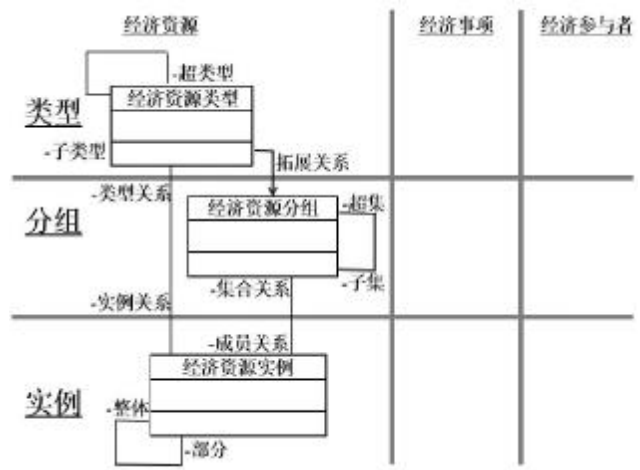 经济资源
经济事项
经济参与者
-超类型
经济资源类型
类型
-子类型
拓展关系
-类型关系
分组
经济资源分组
-超集
-子集
-集合关系
-实例关系
-成员关系
经济资源实例
实例
-整体
-部分